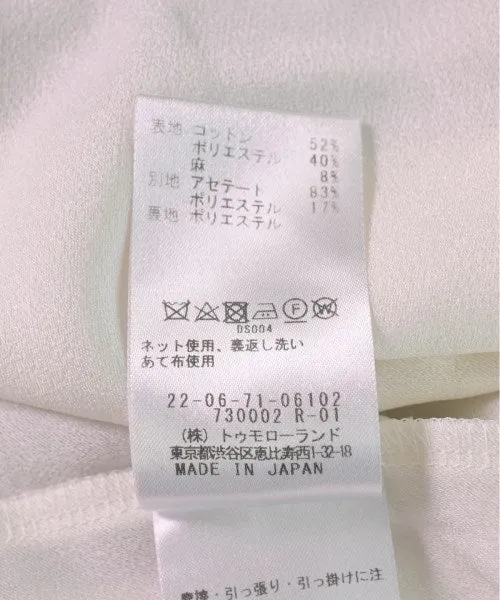 表地 コットン 52%
ポリエステル 40%
麻 8%
別地 アセテート 83%
ポリエステル 17%
裏地 ポリエステル
DS004
ネット使用、裏返し洗い
あて布使用
22-06-71-06102
730002 R-01
(株) トゥモローランド
東京都渋谷区恵比寿西1-32-18
MADE IN JAPAN
摩擦・引っ張り・引っ掛けに注